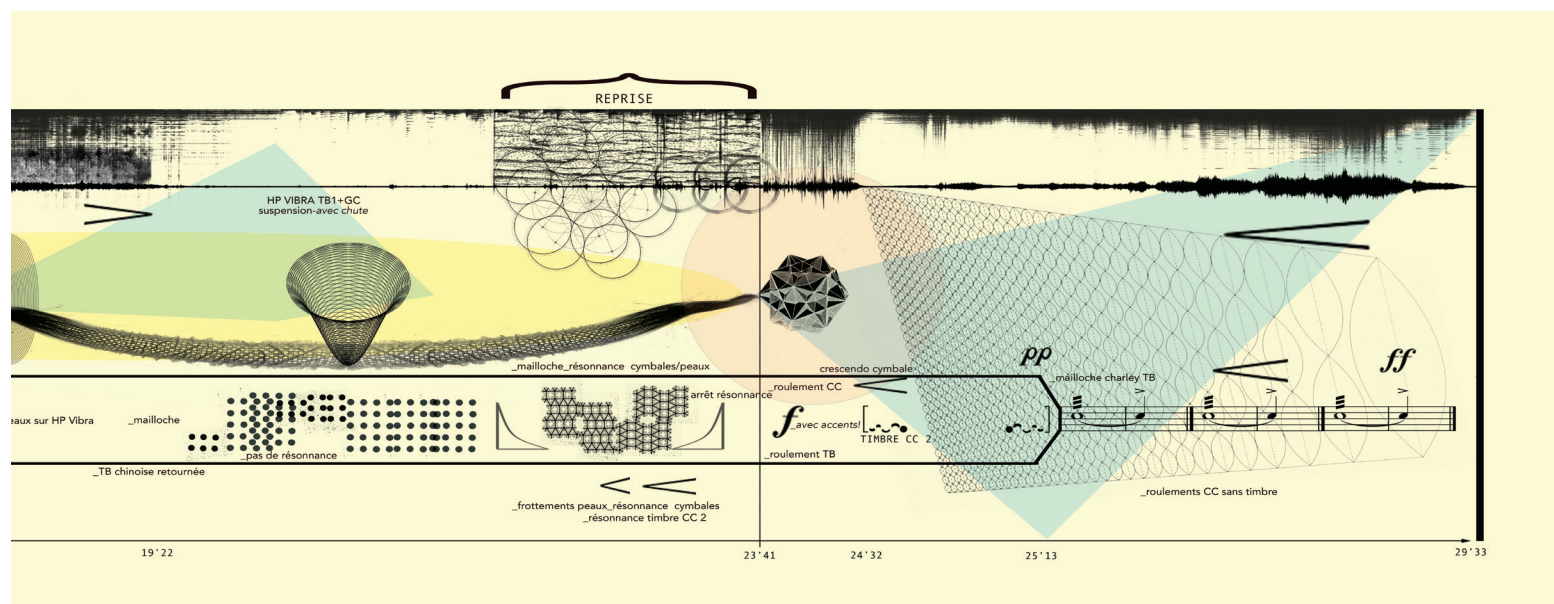 REPRISE
HP VIBRA TB1+GC
suspension-avec chute
pp
ff
_mailloche_résonnance cymbales/peaux
crescendo cymbale
_mailloche charley TB
_roulement CC
arrêt résonnance
eaux sur HP Vibra
_mailloche
f
_avec accents!
TIMBRE CC 2
_pas de résonance
_roulement TB
_TB chinoise retournée
_roulements CC sans timbre
_frottements peaux_résonnance cymbales
_résonnance timbre CC 2
19'22
23'41
24'32
25'13
29'33